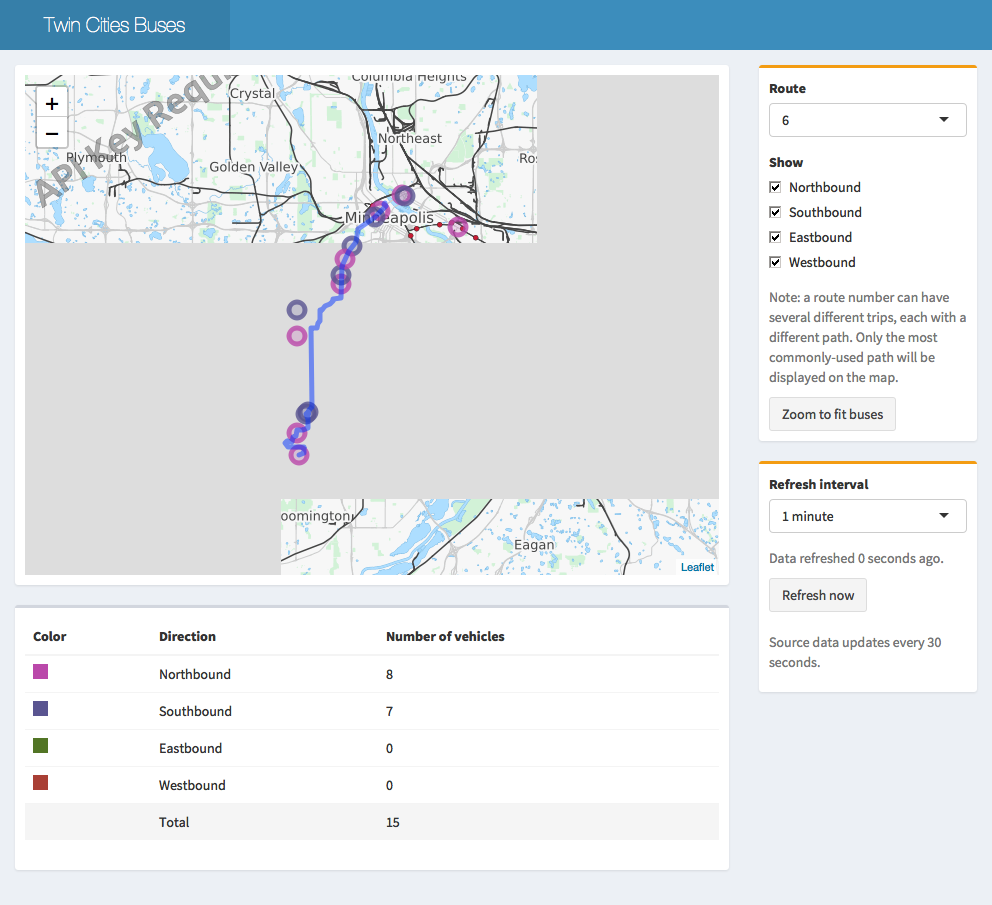 Twin Cities Buses
+
−
API Key Requ
Columbia Heights
Crystal
Northeast
Plymouth
Golden Valley
Ros
Minneapolis
oomington
Eagan
Leaflet
Color Direction Number of vehicles
Northbound 8
Southbound 7
Eastbound 0
Westbound 0
Total 15
Route
6
Show
Northbound
Southbound
Eastbound
Westbound
Note: a route number can have
several different trips, each with a
different path. Only the most
commonly-used path will be
displayed on the map.
Zoom to fit buses
Refresh interval
1 minute
Data refreshed 0 seconds ago.
Refresh now
Source data updates every 30
seconds.